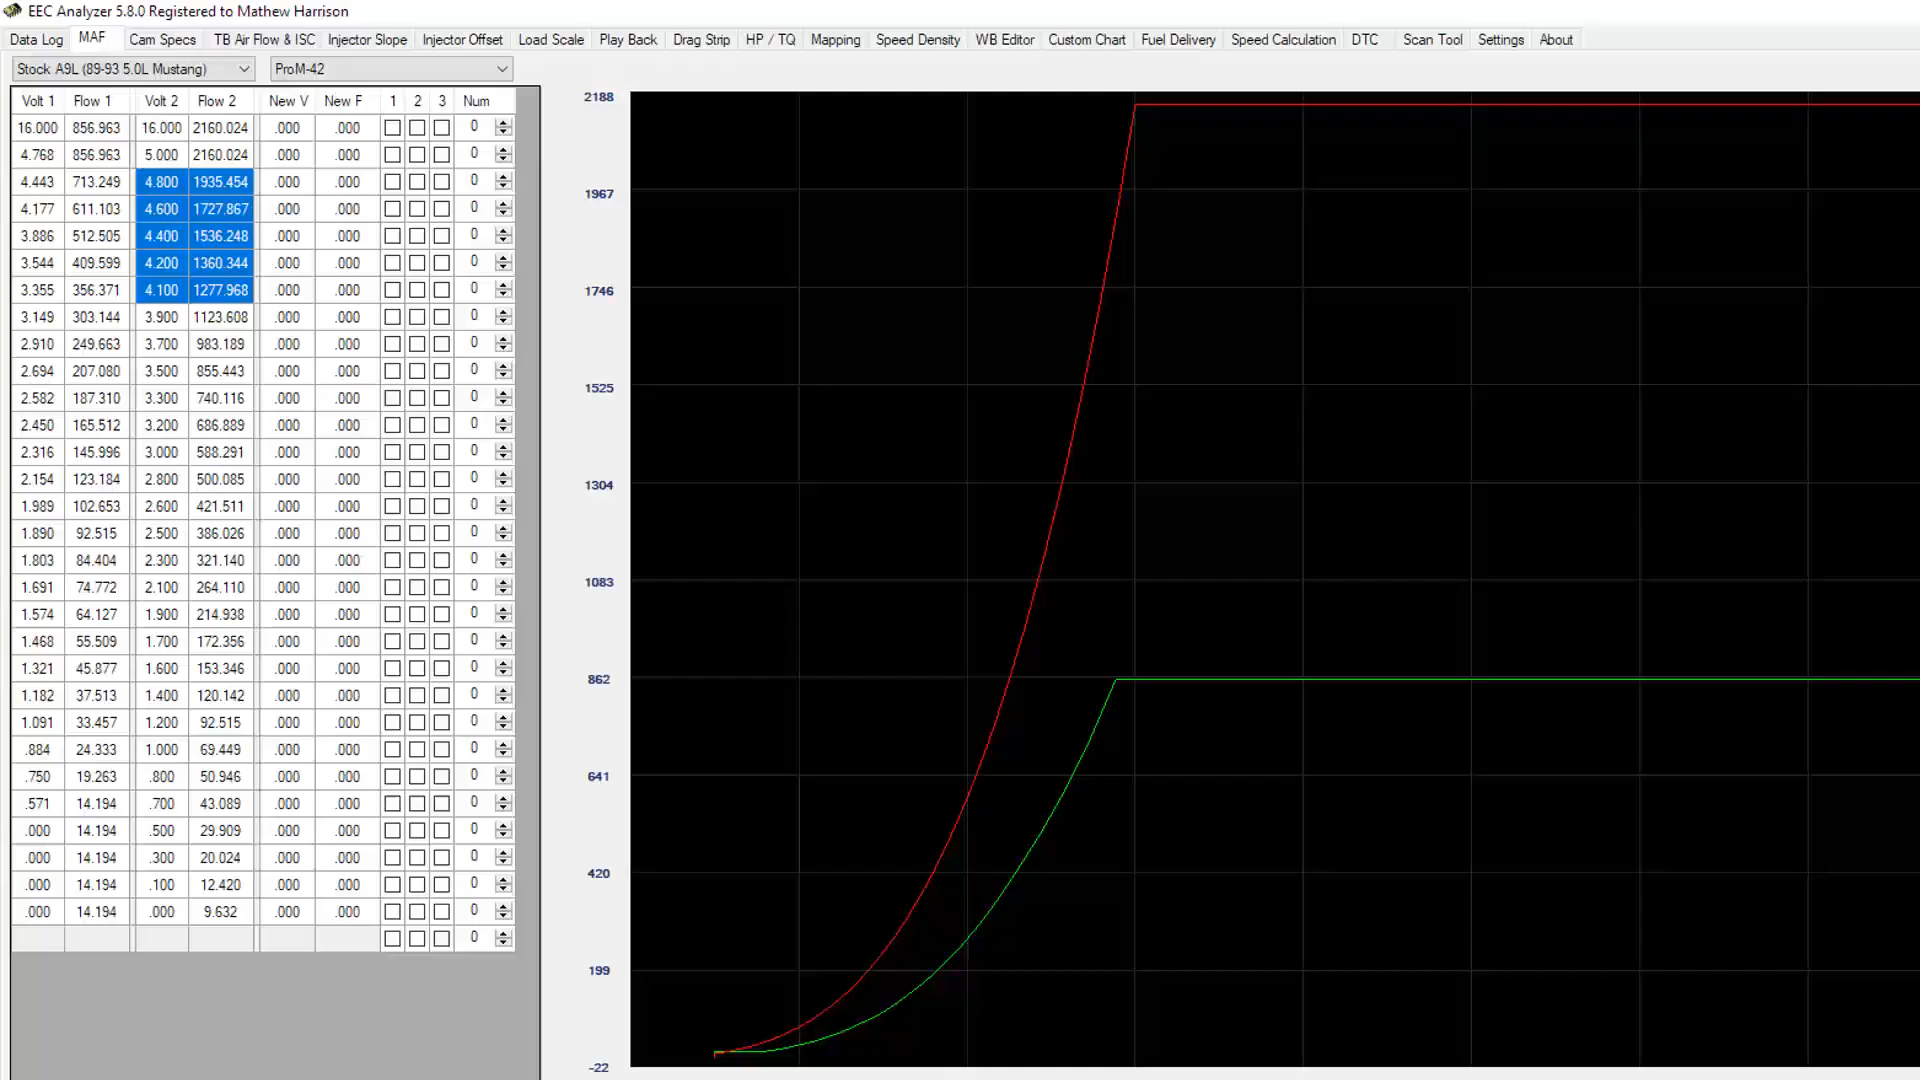 EEC Analyzer 5.8.0 Registered to Mathew Harrison
Data Log MAF Cam Specs TB Air Flow & ISC Injector Slope Injector Offset Load Scale Play Back Drag Strip HP / TQ Mapping Speed Density WB Editor Custom Chart Fuel Delivery Speed Calculation DTC Scan Tool Settings About
Stock A9L (89-93 5.0L Mustang) ProM-42
Volt 1 Flow 1 Volt 2 Flow 2 New V New F 1 2 3 Num
16.000 856.963 16.000 2160.024 .000 .000 0
4.768 856.963 5.000 2160.024 .000 .000 0
4.443 713.249 4.800 1935.454 .000 .000 0
4.177 611.103 4.600 1727.867 .000 .000 0
3.886 512.505 4.400 1536.248 .000 .000 0
3.544 409.599 4.200 1360.344 .000 .000 0
3.355 356.371 4.100 1277.968 .000 .000 0
3.149 303.144 3.900 1123.608 .000 .000 0
2.910 249.663 3.700 983.189 .000 .000 0
2.694 207.080 3.500 855.443 .000 .000 0
2.582 187.310 3.300 740.116 .000 .000 0
2.450 165.512 3.200 686.889 .000 .000 0
2.316 145.996 3.000 588.291 .000 .000 0
2.154 123.184 2.800 500.085 .000 .000 0
1.989 102.653 2.600 421.511 .000 .000 0
1.890 92.515 2.500 386.026 .000 .000 0
1.803 84.404 2.300 321.140 .000 .000 0
1.691 74.772 2.100 264.110 .000 .000 0
1.574 64.127 1.900 214.938 .000 .000 0
1.468 55.509 1.700 172.356 .000 .000 0
1.321 45.877 1.600 153.346 .000 .000 0
1.182 37.513 1.400 120.142 .000 .000 0
1.091 33.457 1.200 92.515 .000 .000 0
.884 24.333 1.000 69.449 .000 .000 0
.750 19.263 .800 50.946 .000 .000 0
.571 14.194 .700 43.089 .000 .000 0
.000 14.194 .500 29.909 .000 .000 0
.000 14.194 .300 20.024 .000 .000 0
.000 14.194 .100 12.420 .000 .000 0
.000 14.194 .000 9.632 .000 .000 0
0
2188
1967
1746
1525
1304
1083
862
641
420
199
-22